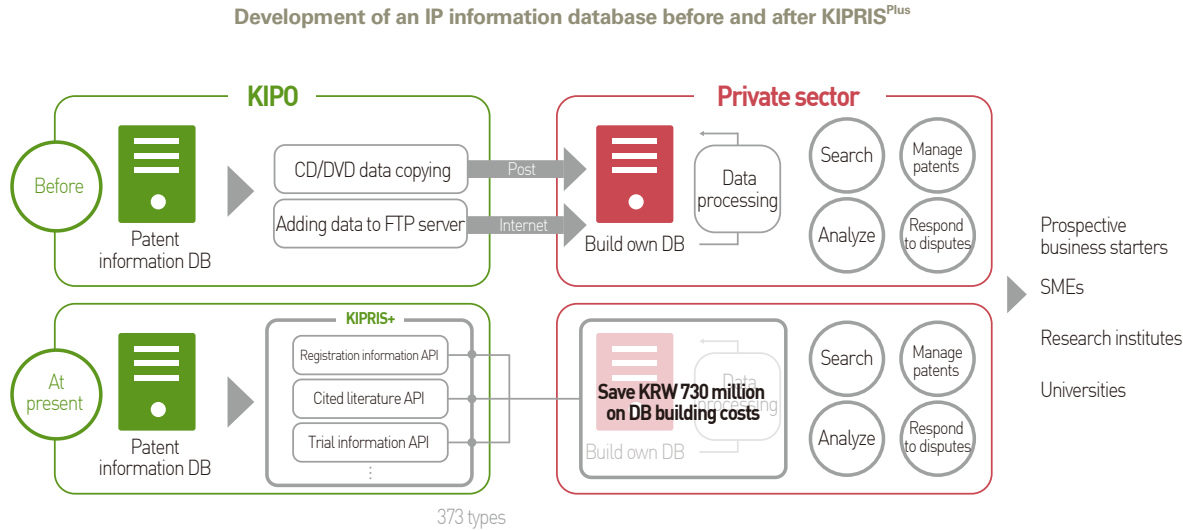 Development of an IP information database before and after KIPRISPlus
KIPO
Private sector
Before
Patent
information DB
CD/DVD data copying
Adding data to FTP server
Post
Internet
Build own DB
Data
processing
Search
Manage
patents
Analyze
Respond
to disputes
At
present
Patent
information DB
KIPRIS+
Registration information API
Cited literature API
Trial information API
⋮
373 types
Save KRW 730 million
on DB building costs
Data
processing
Build own DB
Search
Manage
patents
Analyze
Respond
to disputes
Prospective
business starters
SMEs
Research institutes
Universities